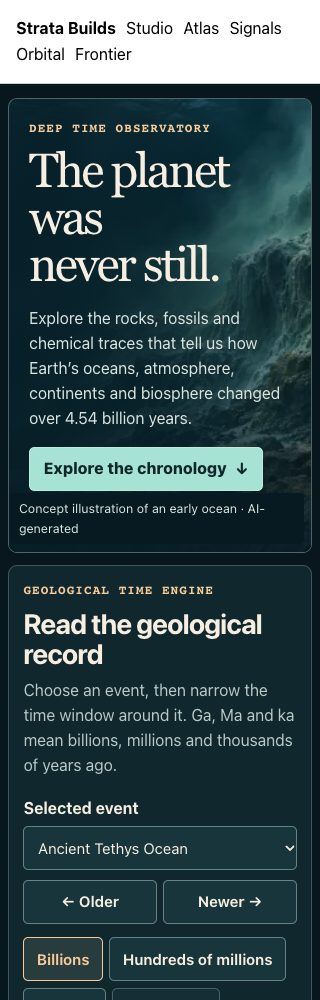 Strata Builds Studio Atlas Signals
Orbital Frontier
DEEP TIME OBSERVATORY
The planet
was
never still.
Explore the rocks, fossils and
chemical traces that tell us how
Earth’s oceans, atmosphere,
continents and biosphere changed
over 4.54 billion years.
Explore the chronology ↓
Concept illustration of an early ocean · AI-
generated
GEOLOGICAL TIME ENGINE
Read the geological
record
Choose an event, then narrow the
time window around it. Ga, Ma and ka
mean billions, millions and thousands
of years ago.
Selected event
Ancient Tethys Ocean
← Older Newer →
Billions Hundreds of millions